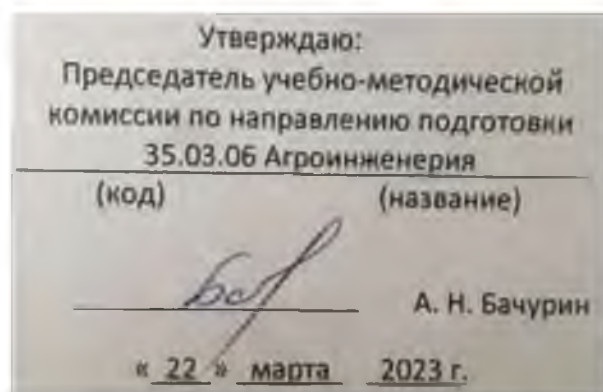 Утверждаю:
Председатель учебно-методической
комиссии по направлению подготовки
35.03.06 Агроинженерия
(код) (название)
А. Н. Бачурин
« 22 » марта 2023 г.